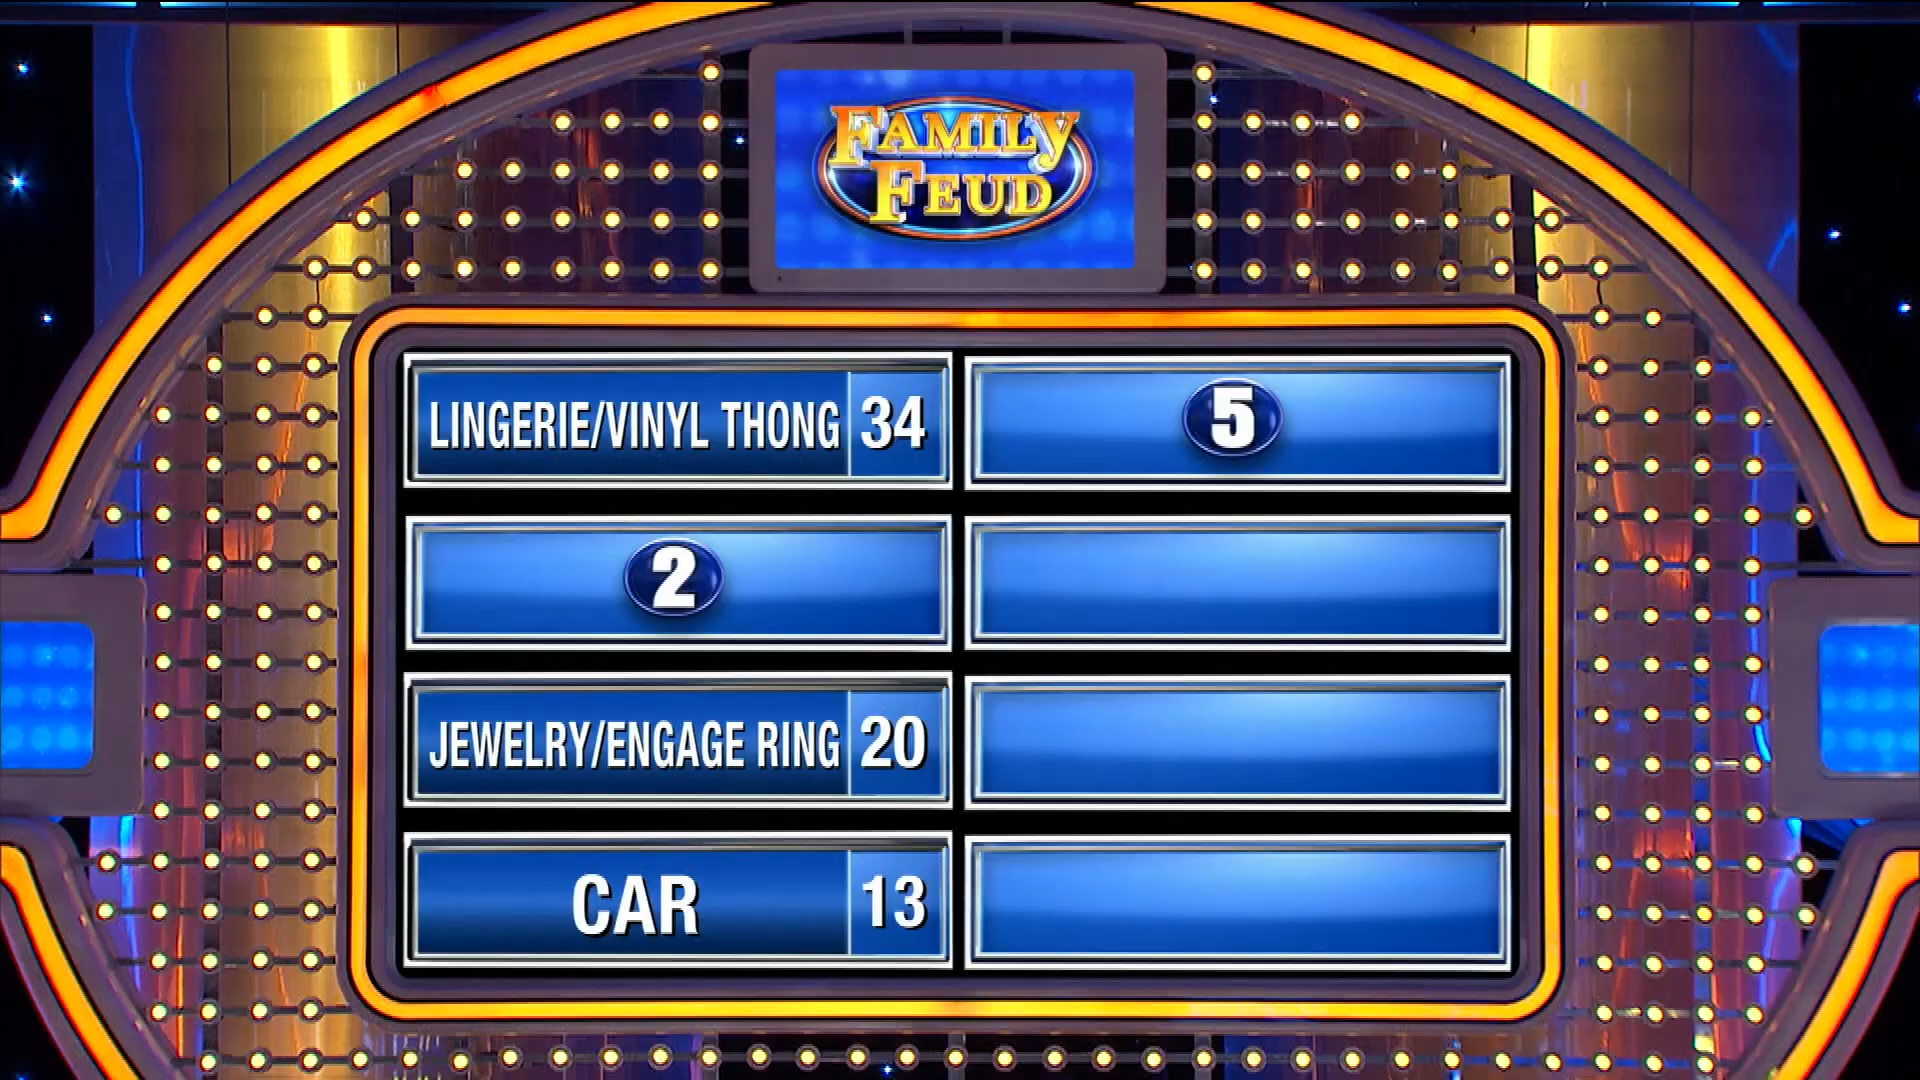 FAMILY
FEUD
LINGERIE/VINYL THONG 34
2
JEWELRY/ENGAGE RING 20
CAR 13
5